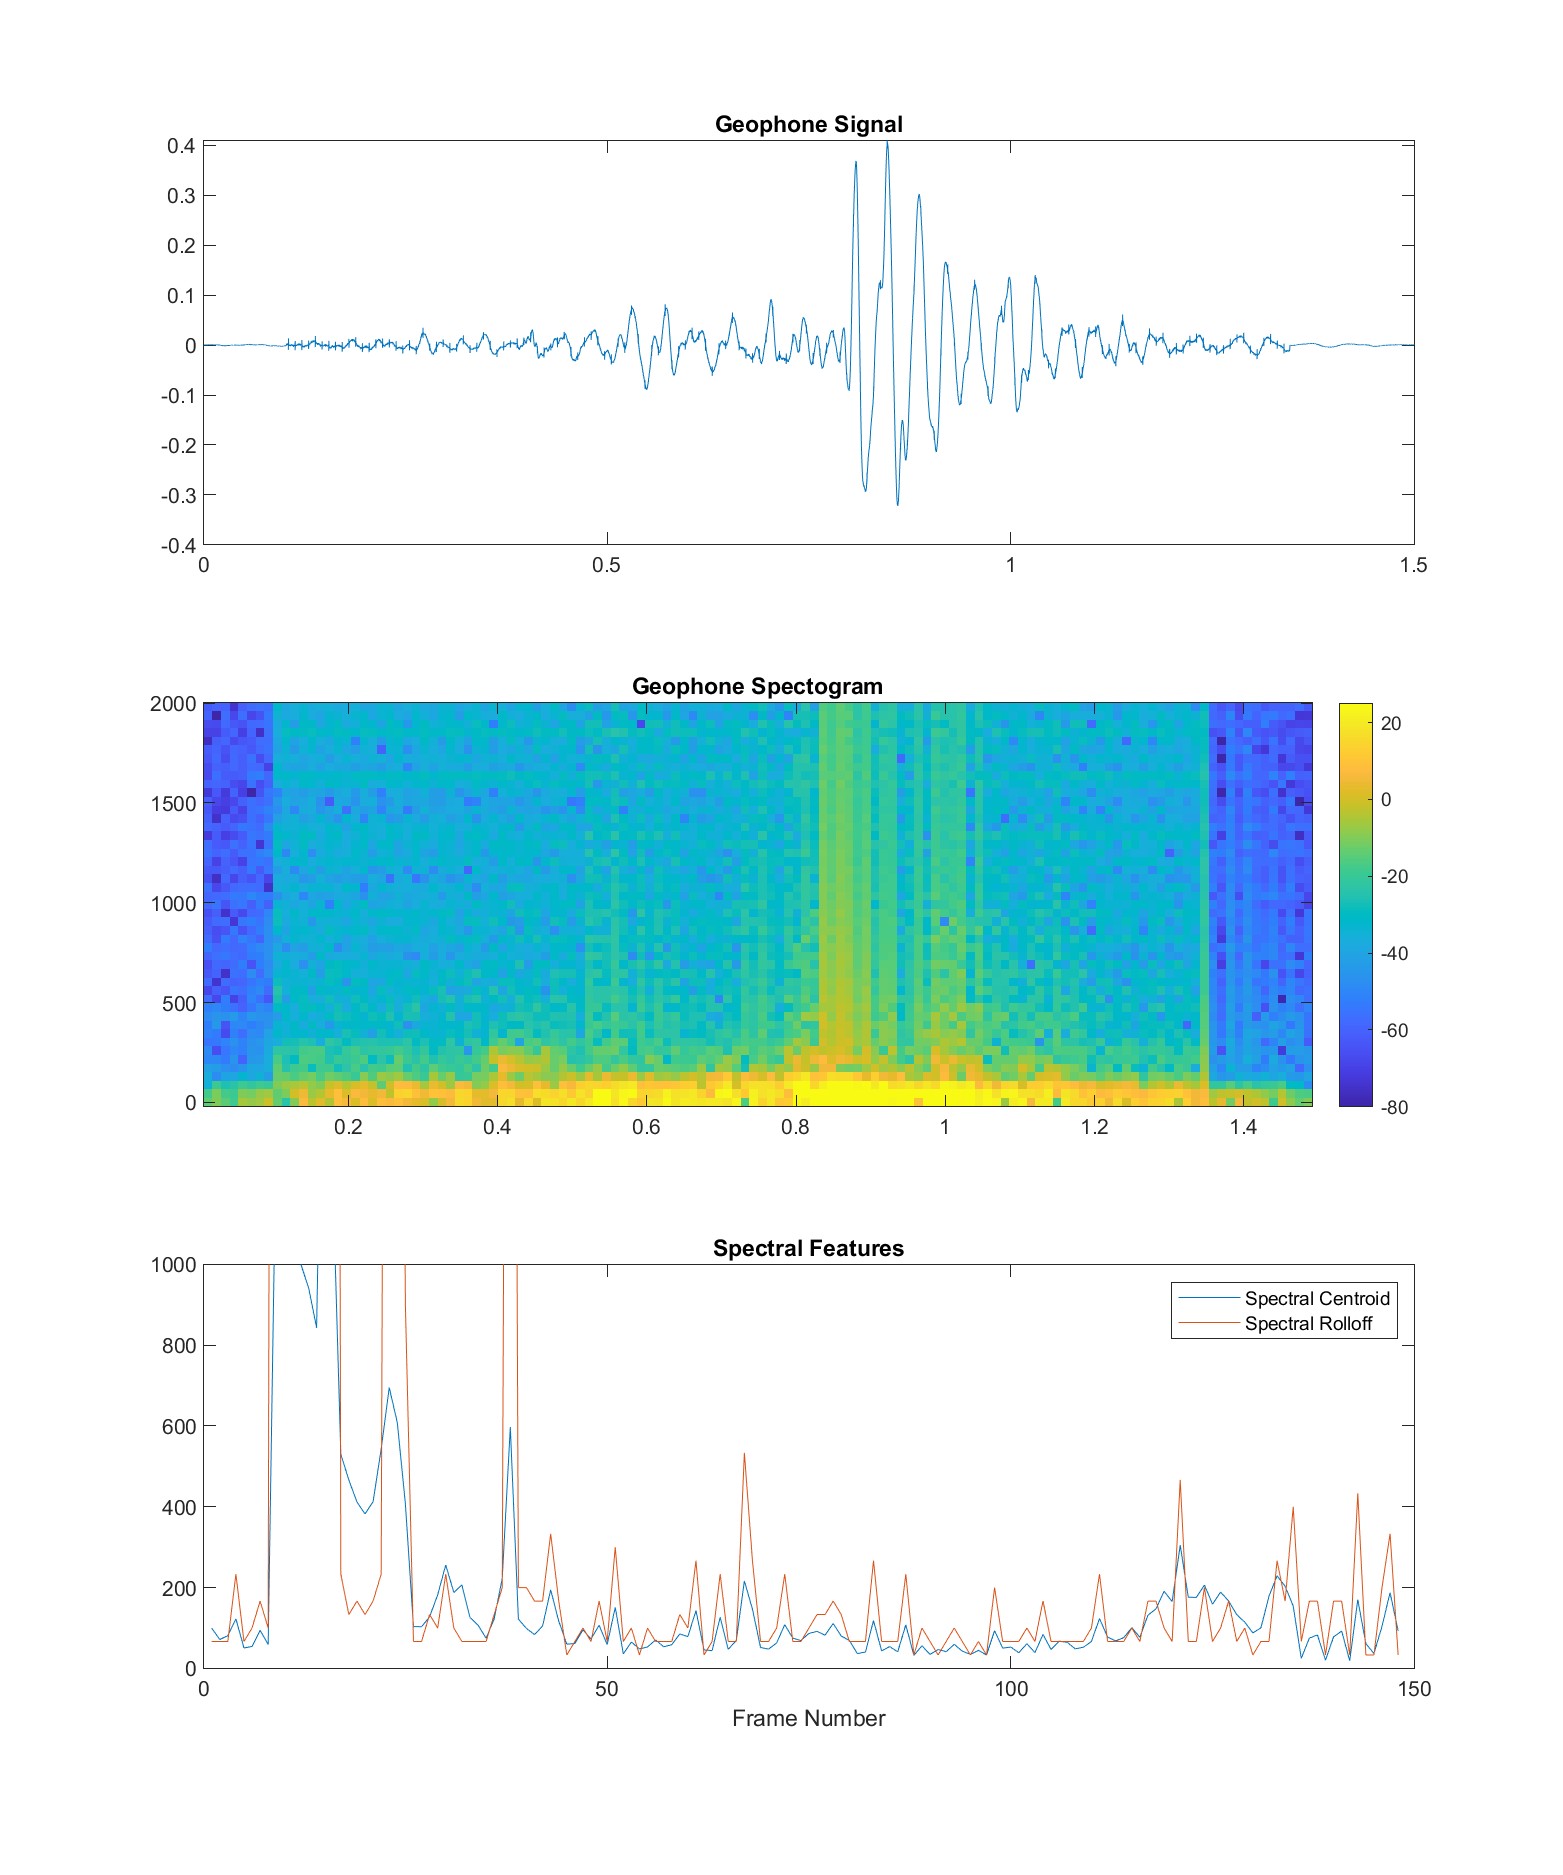 Geophone Signal
0.4
0.3
0.2
0.1
0
-0.1
-0.2
-0.3
-0.4
0 0.5 1 1.5
Geophone Spectogram
2000
1500
1000
500
0
0.2 0.4 0.6 0.8 1 1.2 1.4
20
0
-20
-40
-60
-80
Spectral Features
1000
800
600
400
200
0
Spectral Centroid
Spectral Rolloff
0 50 100 150
Frame Number